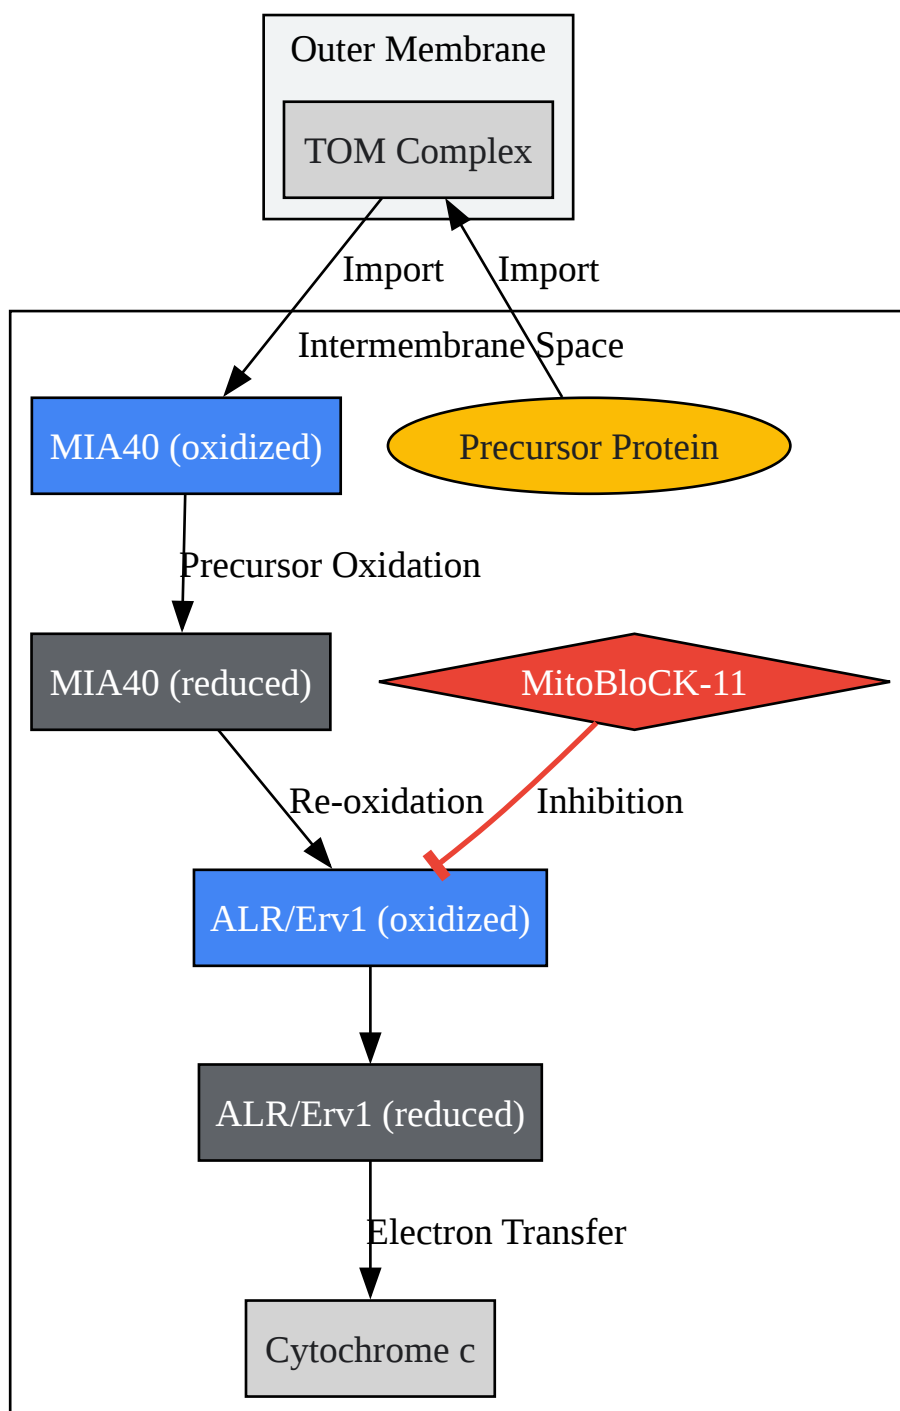 Outer Membrane
TOM Complex
Import
Import
Intermembrane Space
MIA40 (oxidized)
Precursor Protein
Precursor Oxidation
MIA40 (reduced)
MitoBloCK-11
Re-oxidation
Inhibition
ALR/Erv1 (oxidized)
ALR/Erv1 (reduced)
Electron Transfer
Cytochrome c